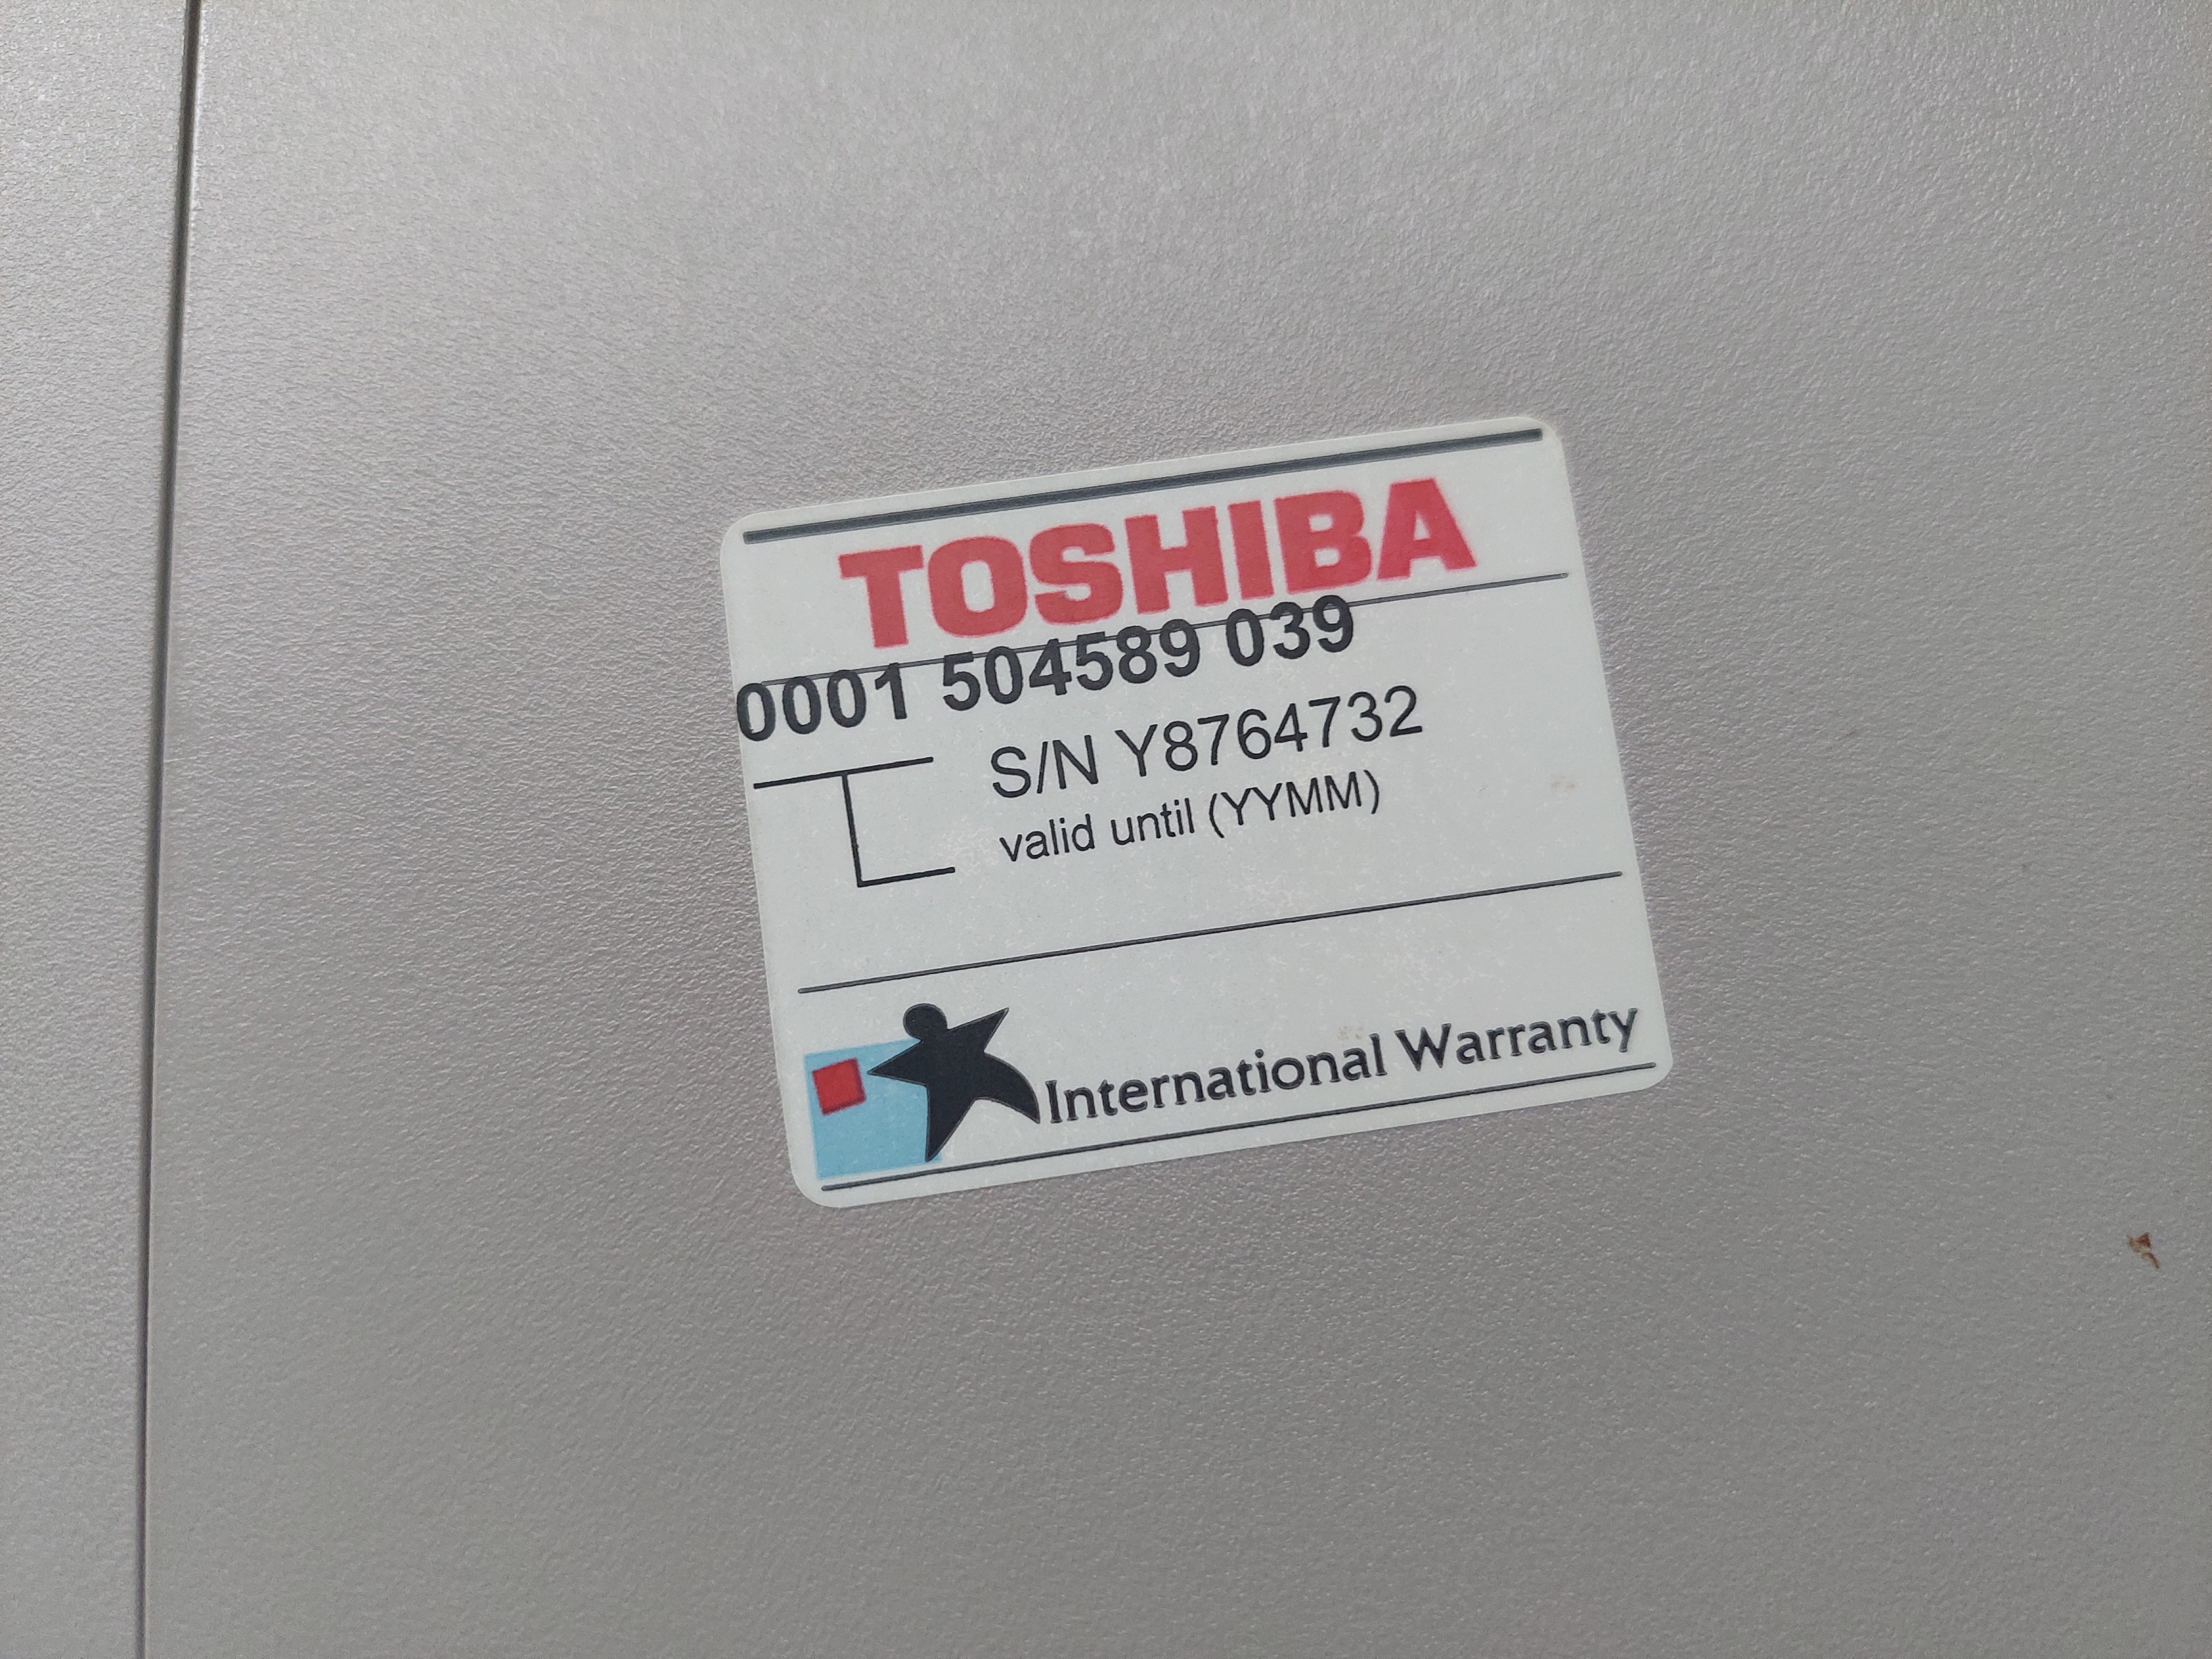 TOSHIBA
0001 504589 039
S/N Y8764732
valid until (YYMM)
International Warranty